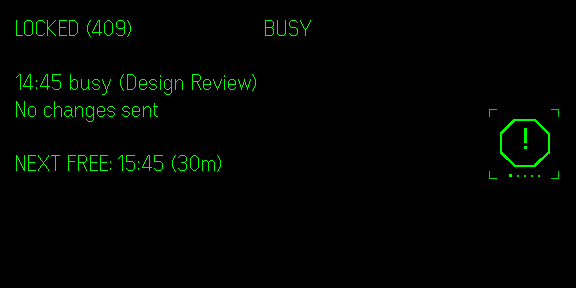 LOCKED (409) BUSY
14:45 busy (Design Review)
No changes sent
NEXT FREE: 15:45 (30m)
!